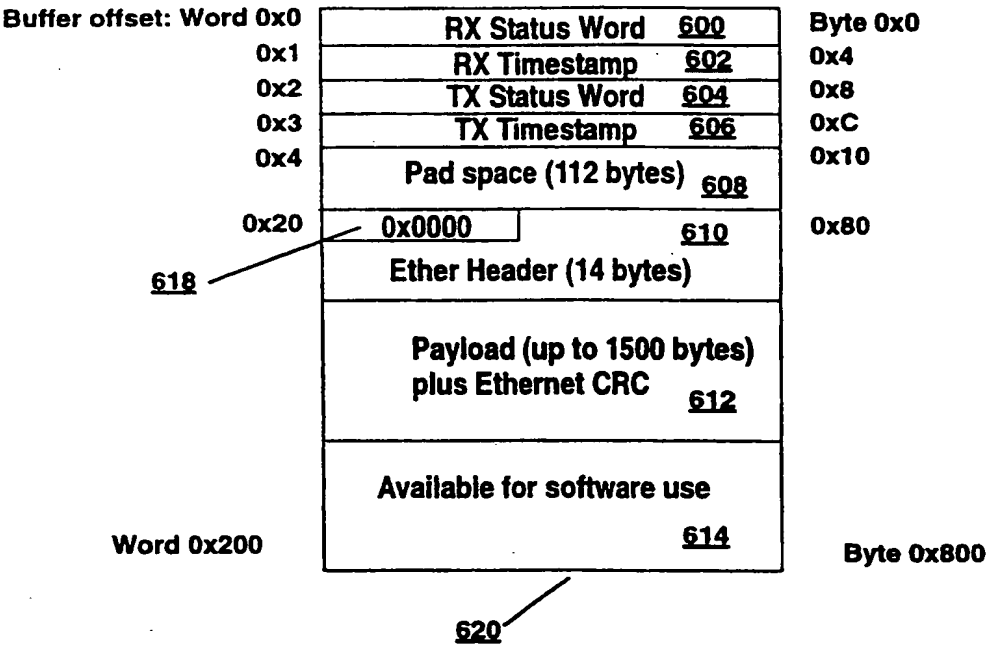 Buffer offset: Word 0x0 RX Status Word 600 Byte 0x0
0x1 RX Timestamp 602 0x4
0x2 TX Status Word 604 0x8
0x3 TX Timestamp 606 0xC
0x4 Pad space (112 bytes) 608 0x10
0x20 0x0000 610 0x80
618 Ether Header (14 bytes)
Payload (up to 1500 bytes)
plus Ethernet CRC 612
Available for software use
614
Word 0x200 Byte 0x800
620